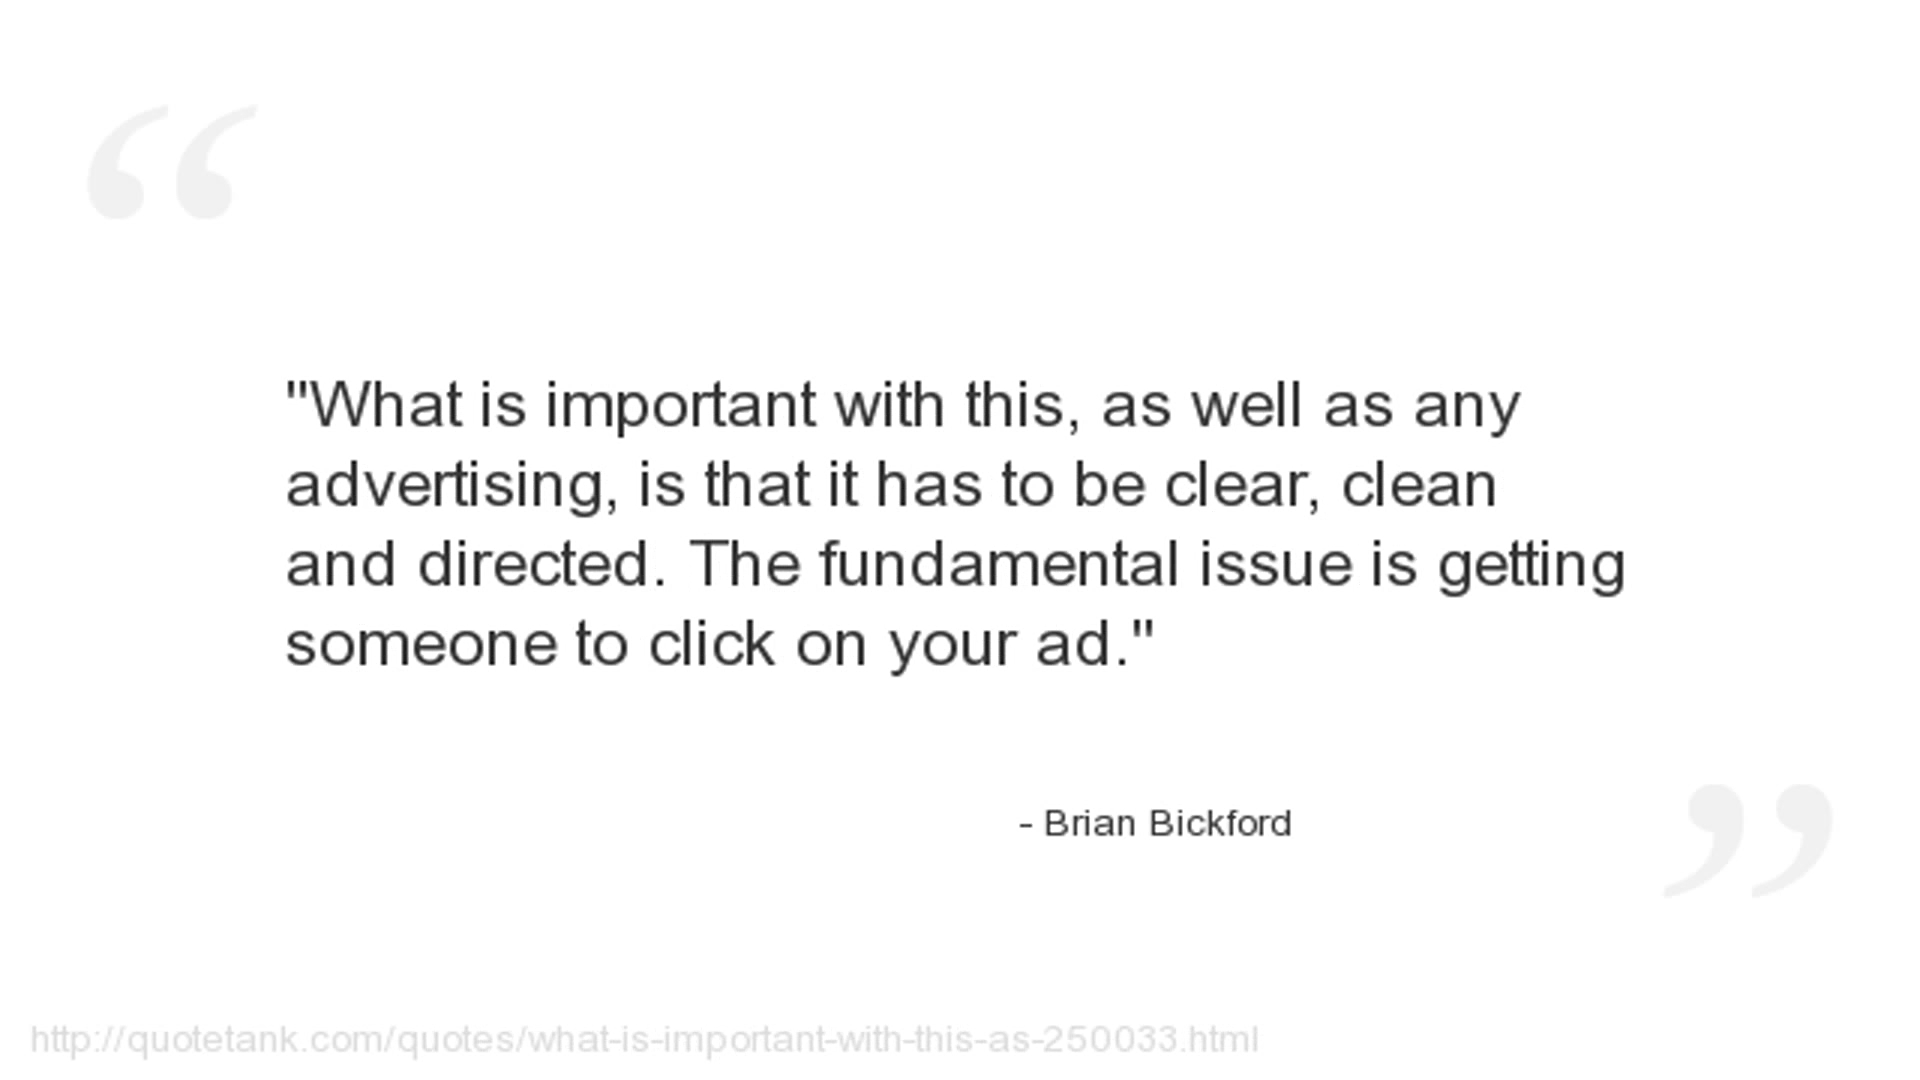 "What is important with this, as well as any
advertising, is that it has to be clear, clean
and directed. The fundamental issue is getting
someone to click on your ad."
- Brian Bickford
http://quotetank.com/quotes/what-is-important-with-this-as-250033.html